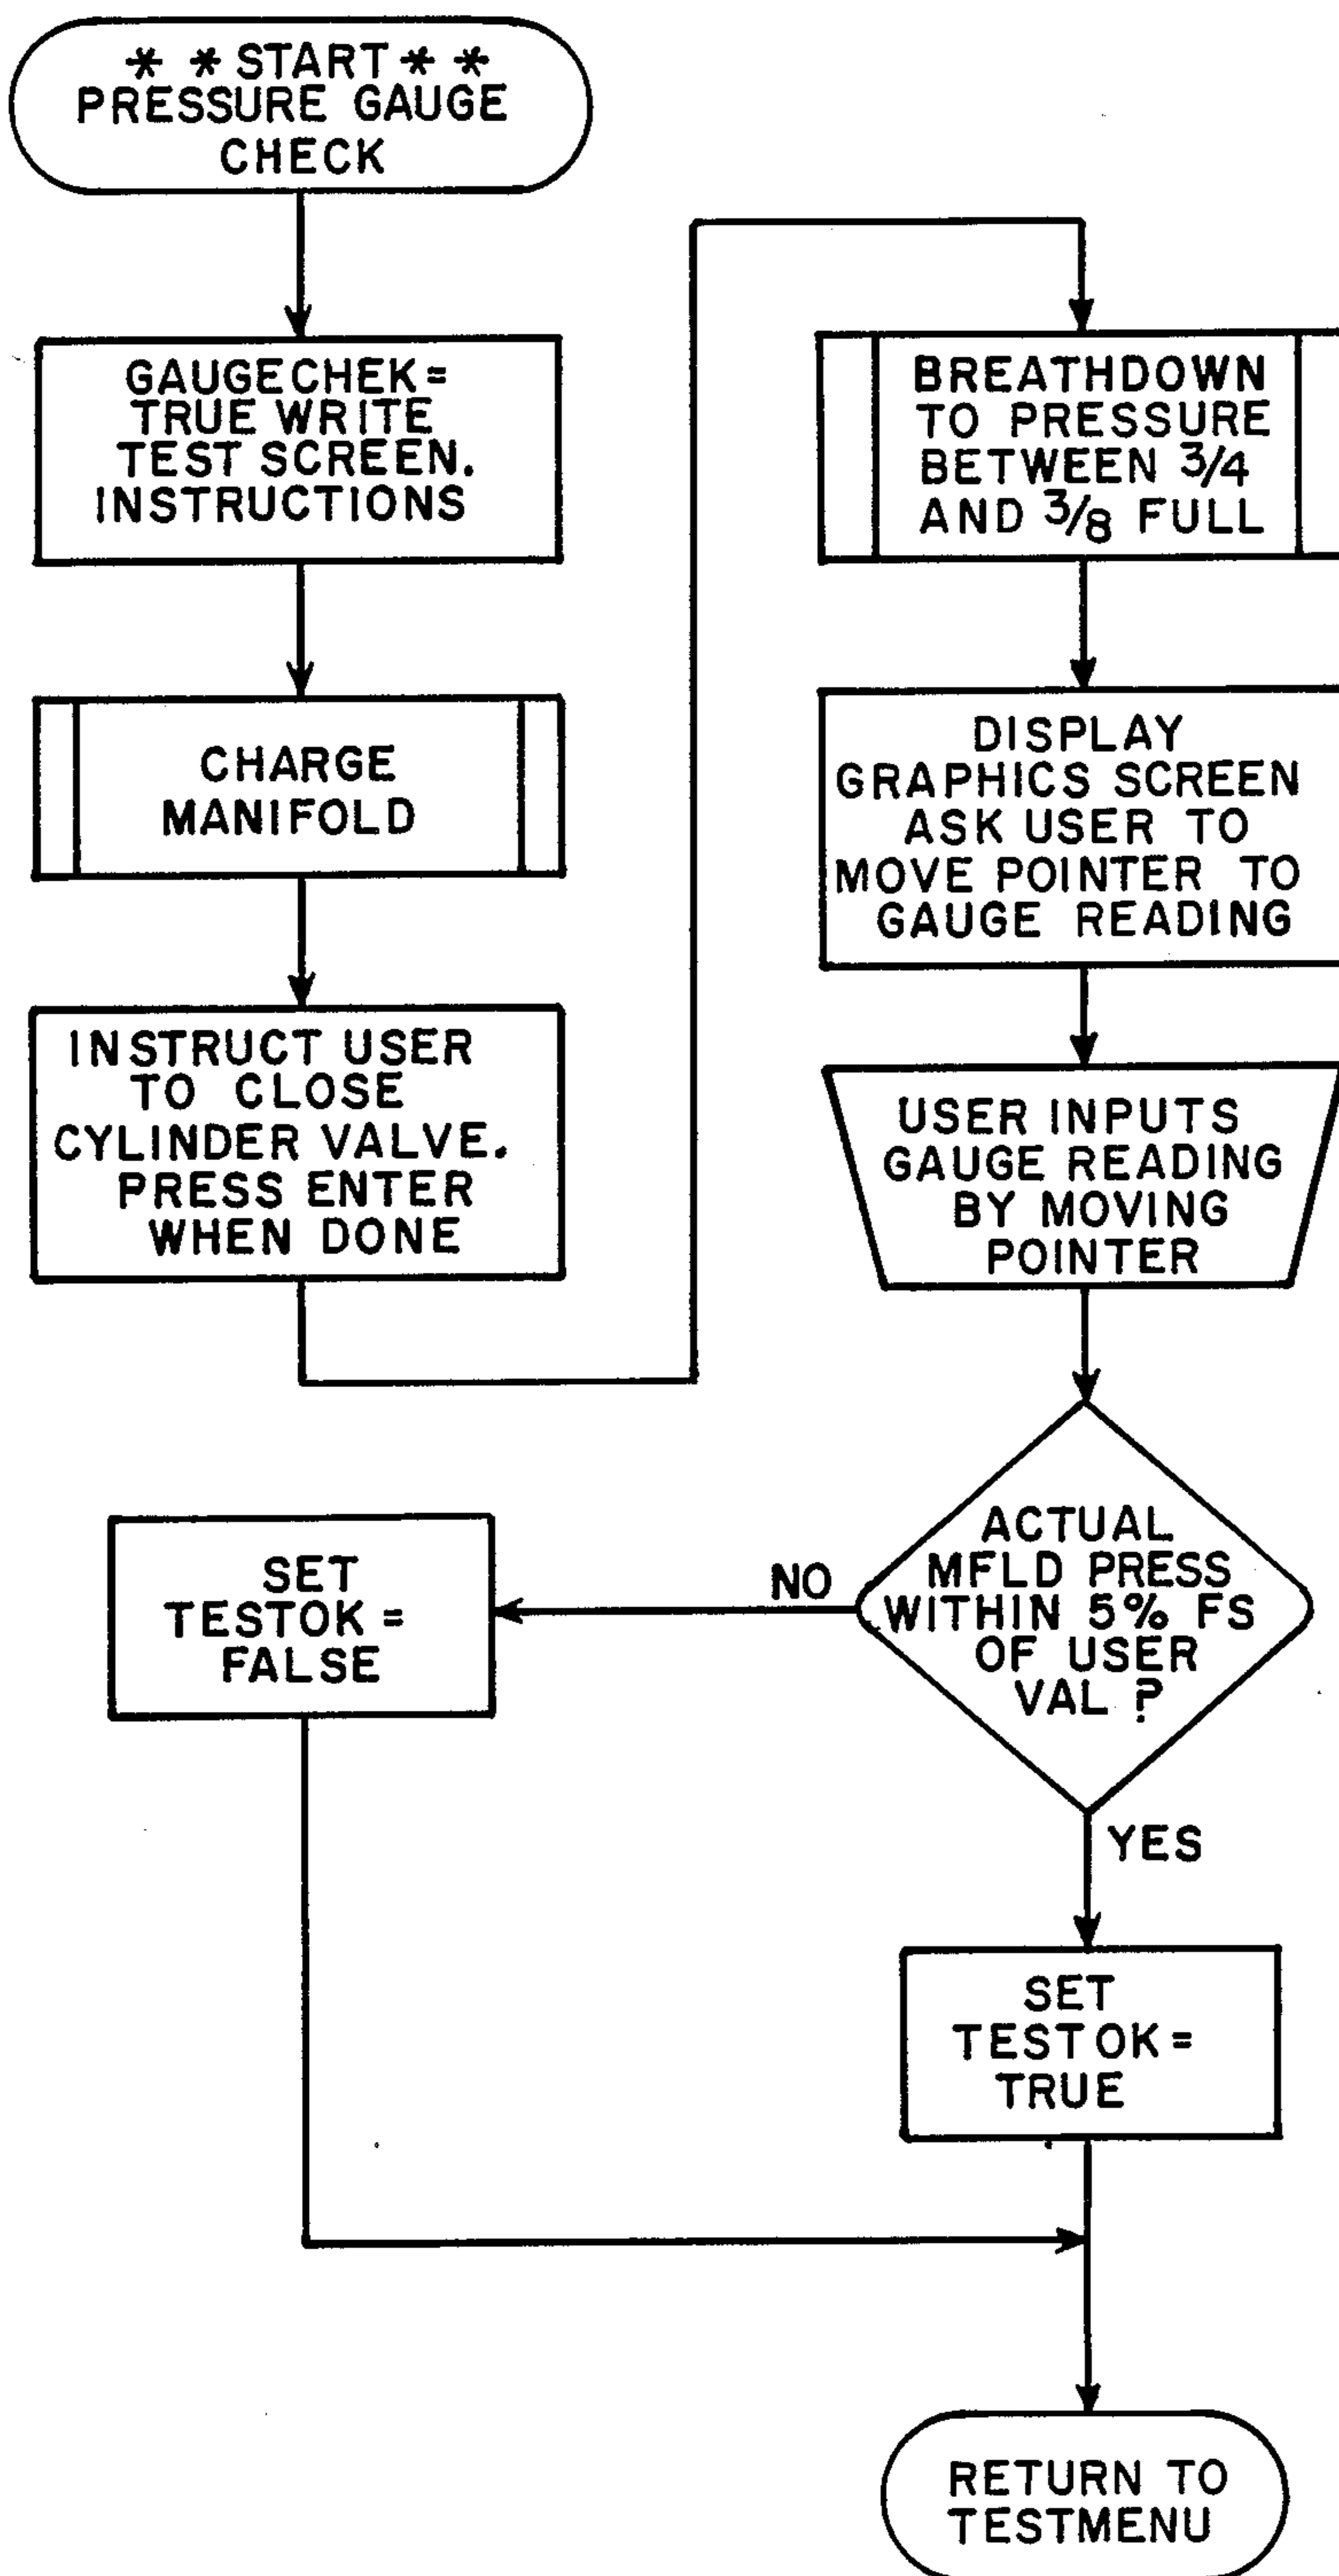 * * START * *
PRESSURE GAUGE
CHECK
GAUGECHEK=
TRUE WRITE
TEST SCREEN.
INSTRUCTIONS
CHARGE
MANIFOLD
INSTRUCT USER
TO CLOSE
CYLINDER VALVE.
PRESS ENTER
WHEN DONE
BREATHDOWN
TO PRESSURE
BETWEEN 3/4
AND 3/8 FULL
DISPLAY
GRAPHICS SCREEN
ASK USER TO
MOVE POINTER TO
GAUGE READING
USER INPUTS
GAUGE READING
BY MOVING
POINTER
ACTUAL
MFLD PRESS
WITHIN 5% FS
OF USER
VAL ?
NO
SET
TESTOK =
FALSE
YES
SET
TESTOK =
TRUE
RETURN TO
TESTMENU